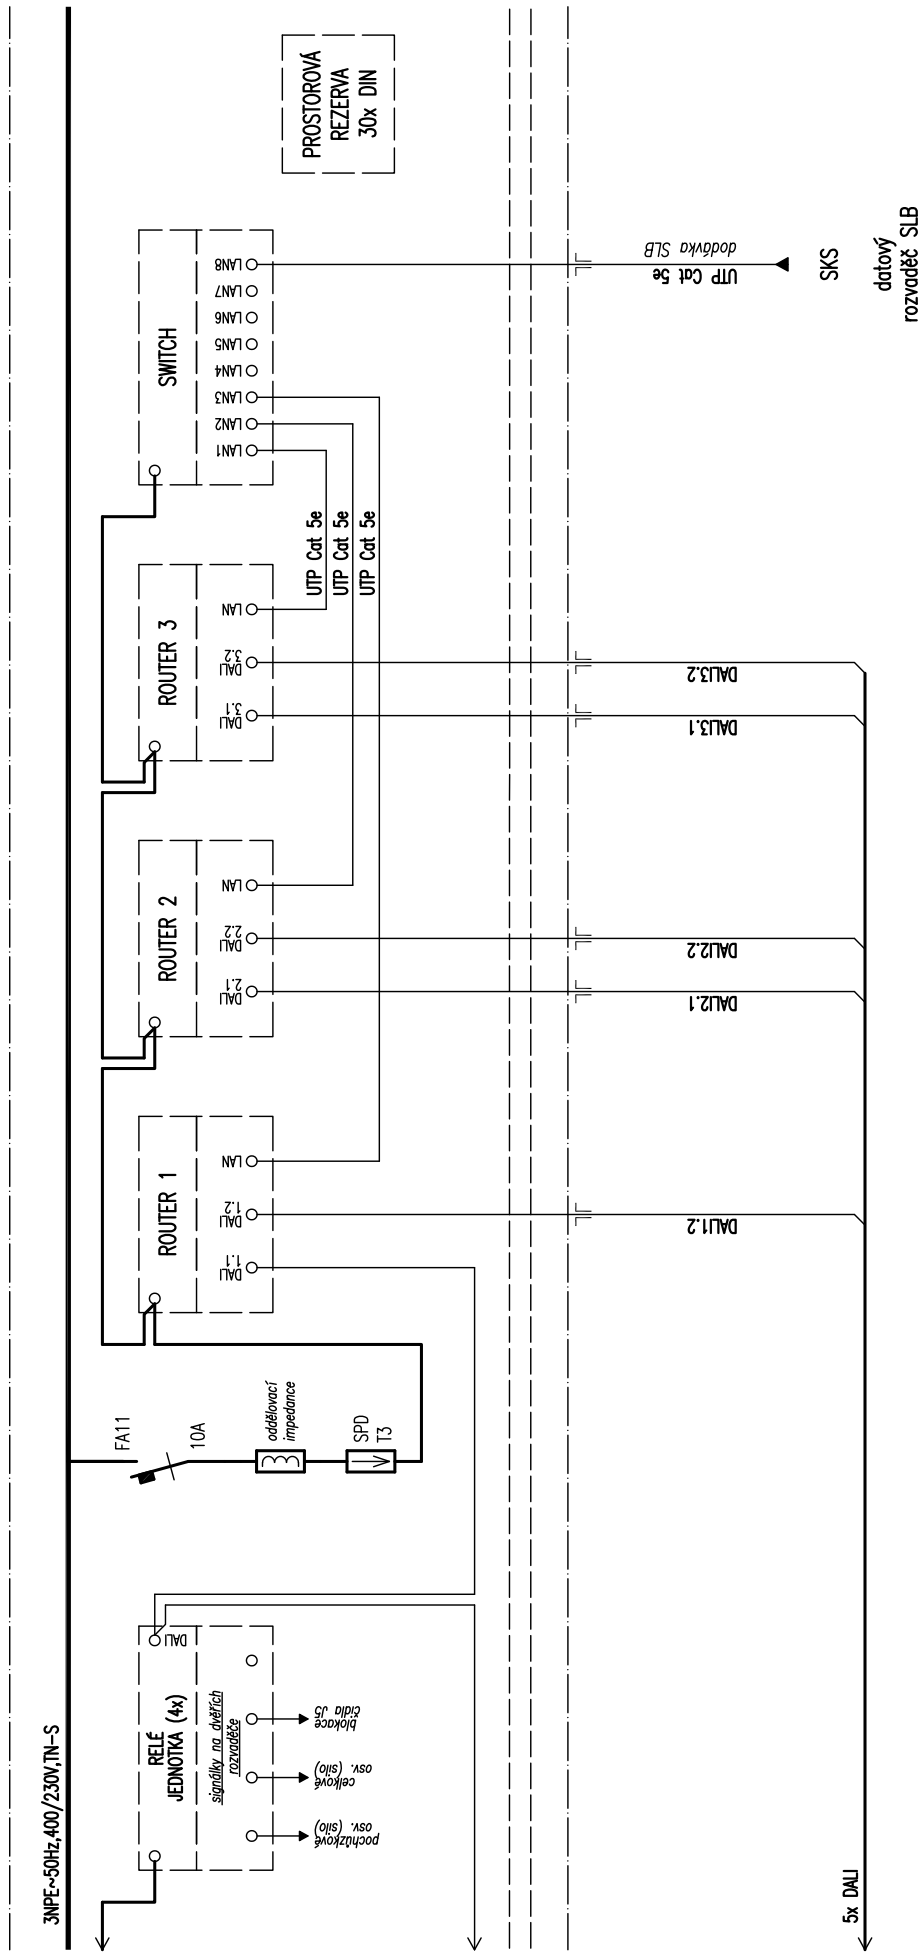 3NPE~50Hz,400/230V,TN-S
RELÉ
JEDNOTKA (4x)
DALI
signálky na dvěřích
rozvaděče
pochůzkové
osv. (silo)
celkové
osv. (silo)
blokace
čidla J5
FA11
10A
oddělovací
impedance
SPD
T3
ROUTER 1
DALI
1.1
DALI
1.2
LAN
ROUTER 2
DALI
2.1
DALI
2.2
LAN
ROUTER 3
DALI
3.1
DALI
3.2
LAN
SWITCH
LAN1
LAN2
LAN3
LAN4
LAN5
LAN6
LAN7
LAN8
UTP Cat 5e
UTP Cat 5e
UTP Cat 5e
PROSTOROVÁ
REZERVA
30x DIN
DALI1.2
DALI2.1
DALI2.2
DALI3.1
DALI3.2
UTP Cat 5e
dodávka SLB
SKS
datový
rozvaděč SLB
5x DALI